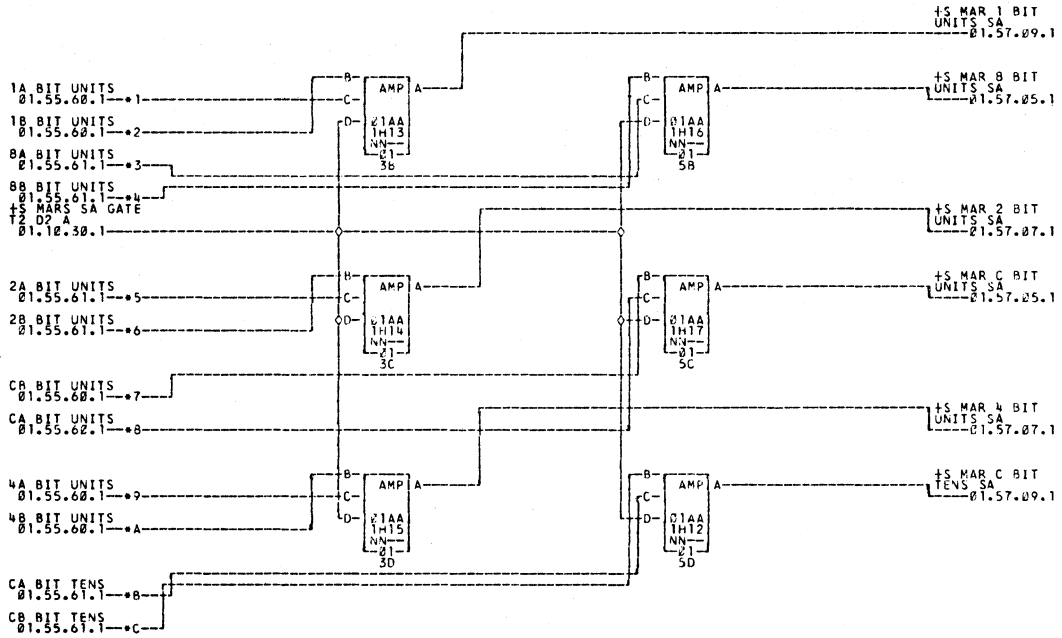 1A BIT UNITS
01.55.60.1--*1
1B BIT UNITS
01.55.60.1--*2
8A BIT UNITS
01.55.61.1--*3
8B BIT UNITS
01.55.61.1--*4
+S MARS SA GATE
T2 D2 A
01.10.30.1
2A BIT UNITS
01.55.61.1--*5
2B BIT UNITS
01.55.61.1--*6
CB BIT UNITS
01.55.60.1--*7
CA BIT UNITS
01.55.60.1--*8
4A BIT UNITS
01.55.60.1--*9
4B BIT UNITS
01.55.60.1--*A
CA BIT TENS
01.55.61.1--*B
CB BIT TENS
01.55.61.1--*C
B AMP A
C
D 01AA
1H13
NN--
01
3B
B AMP A
C
D 01AA
1H14
NN--
01
3C
B AMP A
C
D 01AA
1H15
NN--
01
3D
B AMP A
C
D 01AA
1H16
NN--
01
5B
B AMP A
C
D 01AA
1H17
NN--
01
5C
B AMP A
C
D 01AA
1H12
NN--
01
5D
+S MAR 1 BIT
UNITS SA
01.57.09.1
+S MAR 8 BIT
UNITS SA
01.57.05.1
+S MAR 2 BIT
UNITS SA
01.57.07.1
+S MAR C BIT
UNITS SA
01.57.05.1
+S MAR 4 BIT
UNITS SA
01.57.07.1
+S MAR C BIT
TENS SA
01.57.09.1